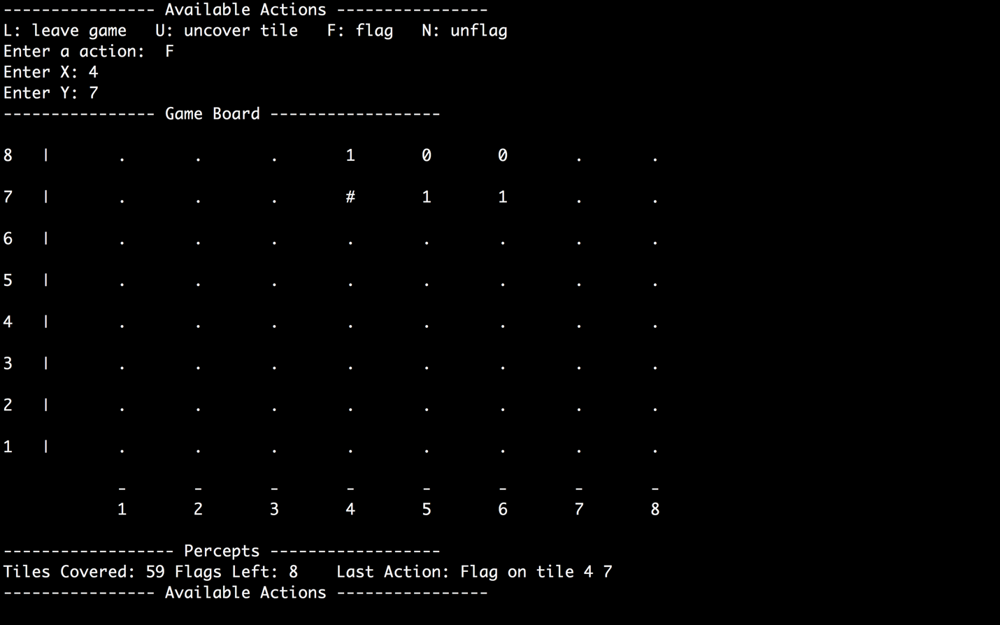 ---------------- Available Actions ----------------
L: leave game   U: uncover tile   F: flag   N: unflag
Enter a action:  F
Enter X: 4
Enter Y: 7
---------------- Game Board ------------------
8   |       .       .       .       1       0       0       .       .
7   |       .       .       .       #       1       1       .       .
6   |       .       .       .       .       .       .       .       .
5   |       .       .       .       .       .       .       .       .
4   |       .       .       .       .       .       .       .       .
3   |       .       .       .       .       .       .       .       .
2   |       .       .       .       .       .       .       .       .
1   |       .       .       .       .       .       .       .       .
            -       -       -       -       -       -       -       -
            1       2       3       4       5       6       7       8
------------------ Percepts ------------------
Tiles Covered: 59 Flags Left: 8    Last Action: Flag on tile 4 7
---------------- Available Actions ----------------